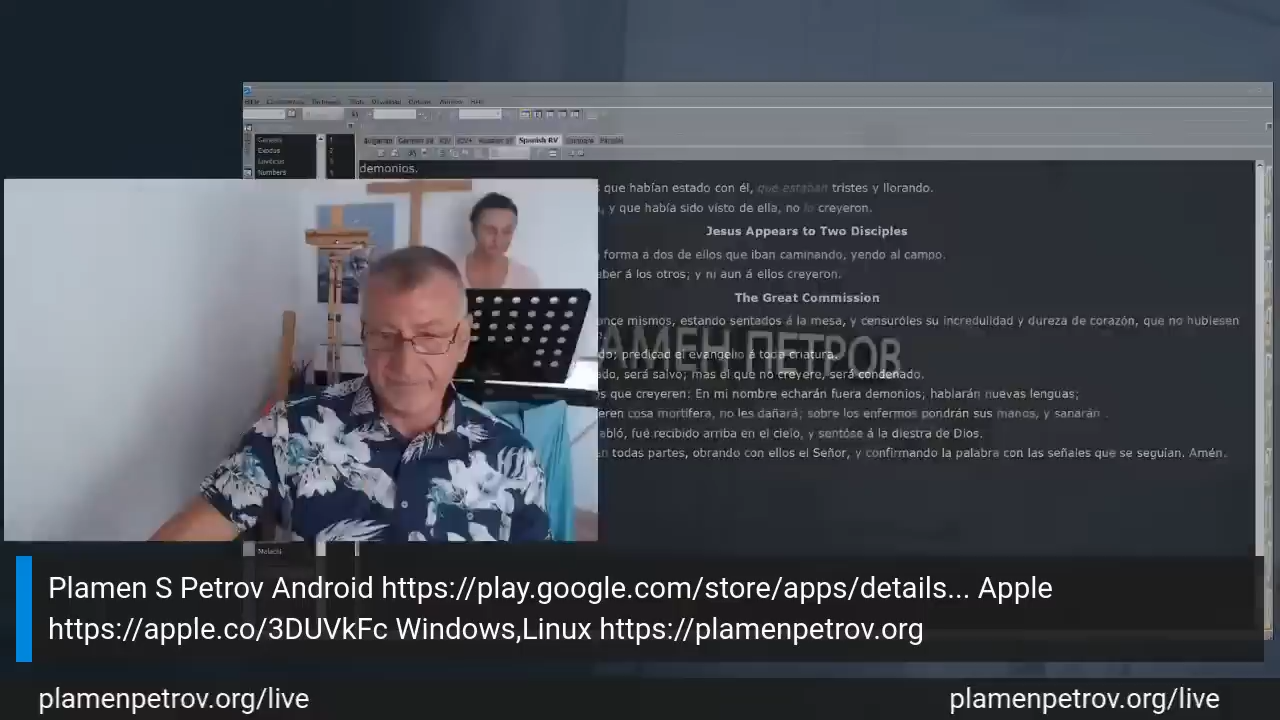 Genesis
Exodus
Leviticus
Numbers
1
2
3
Spanish RV
demonios.
que habían estado con él, que estaban tristes y llorando.
y que había sido visto de ella, no lo creyeron.
Jesus Appears to Two Disciples
forma á dos de ellos que iban caminando, yendo al campo.
á los otros; y ni aun á ellos creyeron.
The Great Commission
mismos, estando sentados á la mesa, y censuróles su incredulidad y dureza de corazón, que no hubiesen
predicad el evangelio á toda criatura.
ПЕТРОВ
será salvo; mas el que no creyere, será condenado.
que creyeren: En mi nombre echarán fuera demonios; hablarán nuevas lenguas;
cosa mortífera, no les dañará; sobre los enfermos pondrán sus manos, y sanarán .
fué recibido arriba en el cielo, y sentóse á la diestra de Dios.
todas partes, obrando con ellos el Señor, y confirmando la palabra con las señales que se seguían. Amén.
Malachi
Plamen S Petrov Android https://play.google.com/store/apps/details... Apple
https://apple.co/3DUVkFc Windows,Linux https://plamenpetrov.org
plamenpetrov.org/live plamenpetrov.org/live